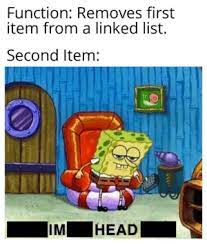 Function: Removes first
item from a linked list.
Second Item:
IM HEAD